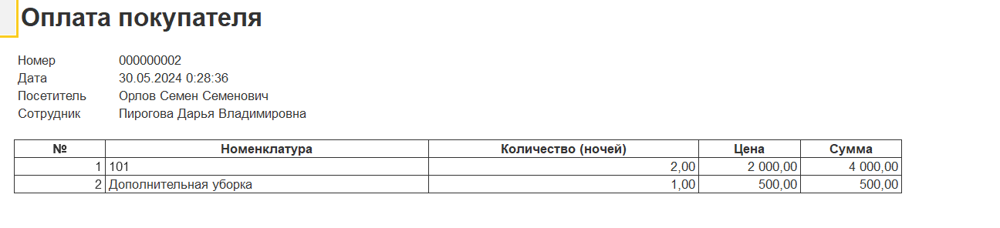 Оплата покупателя
Номер 000000002
Дата 30.05.2024 0:28:36
Посетитель Орлов Семен Семенович
Сотрудник Пирогова Дарья Владимировна
№ Номенклатура Количество (ночей) Цена Сумма
1 101 2,00 2 000,00 4 000,00
2 Дополнительная уборка 1,00 500,00 500,00